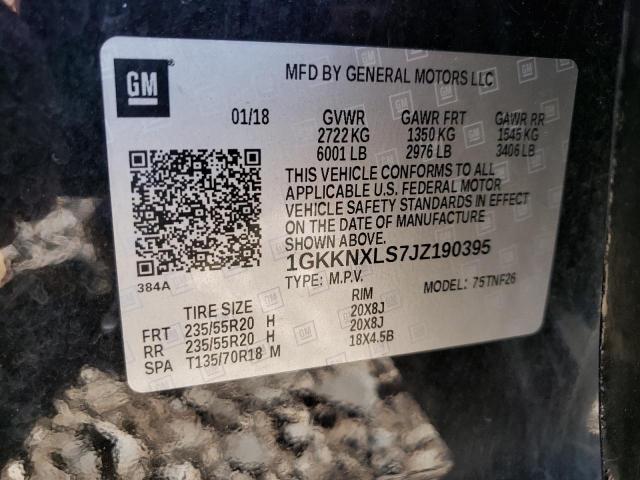 GM
MFD BY GENERAL MOTORS LLC
01/18 GVWR GAWR FRT GAWR RR
2722 KG 1350 KG 1545 KG
6001 LB 2976 LB 3406 LB
THIS VEHICLE CONFORMS TO ALL
APPLICABLE U.S. FEDERAL MOTOR
VEHICLE SAFETY STANDARDS IN EFFECT
ON THE DATE OF MANUFACTURE
SHOWN ABOVE.
1GKKNXLS7JZ190395
384A TYPE: M.P.V. MODEL: 75TNF26
TIRE SIZE RIM
FRT 235/55R20 H 20X8J
RR 235/55R20 H 20X8J
SPA T135/70R18 M 18X4.5B